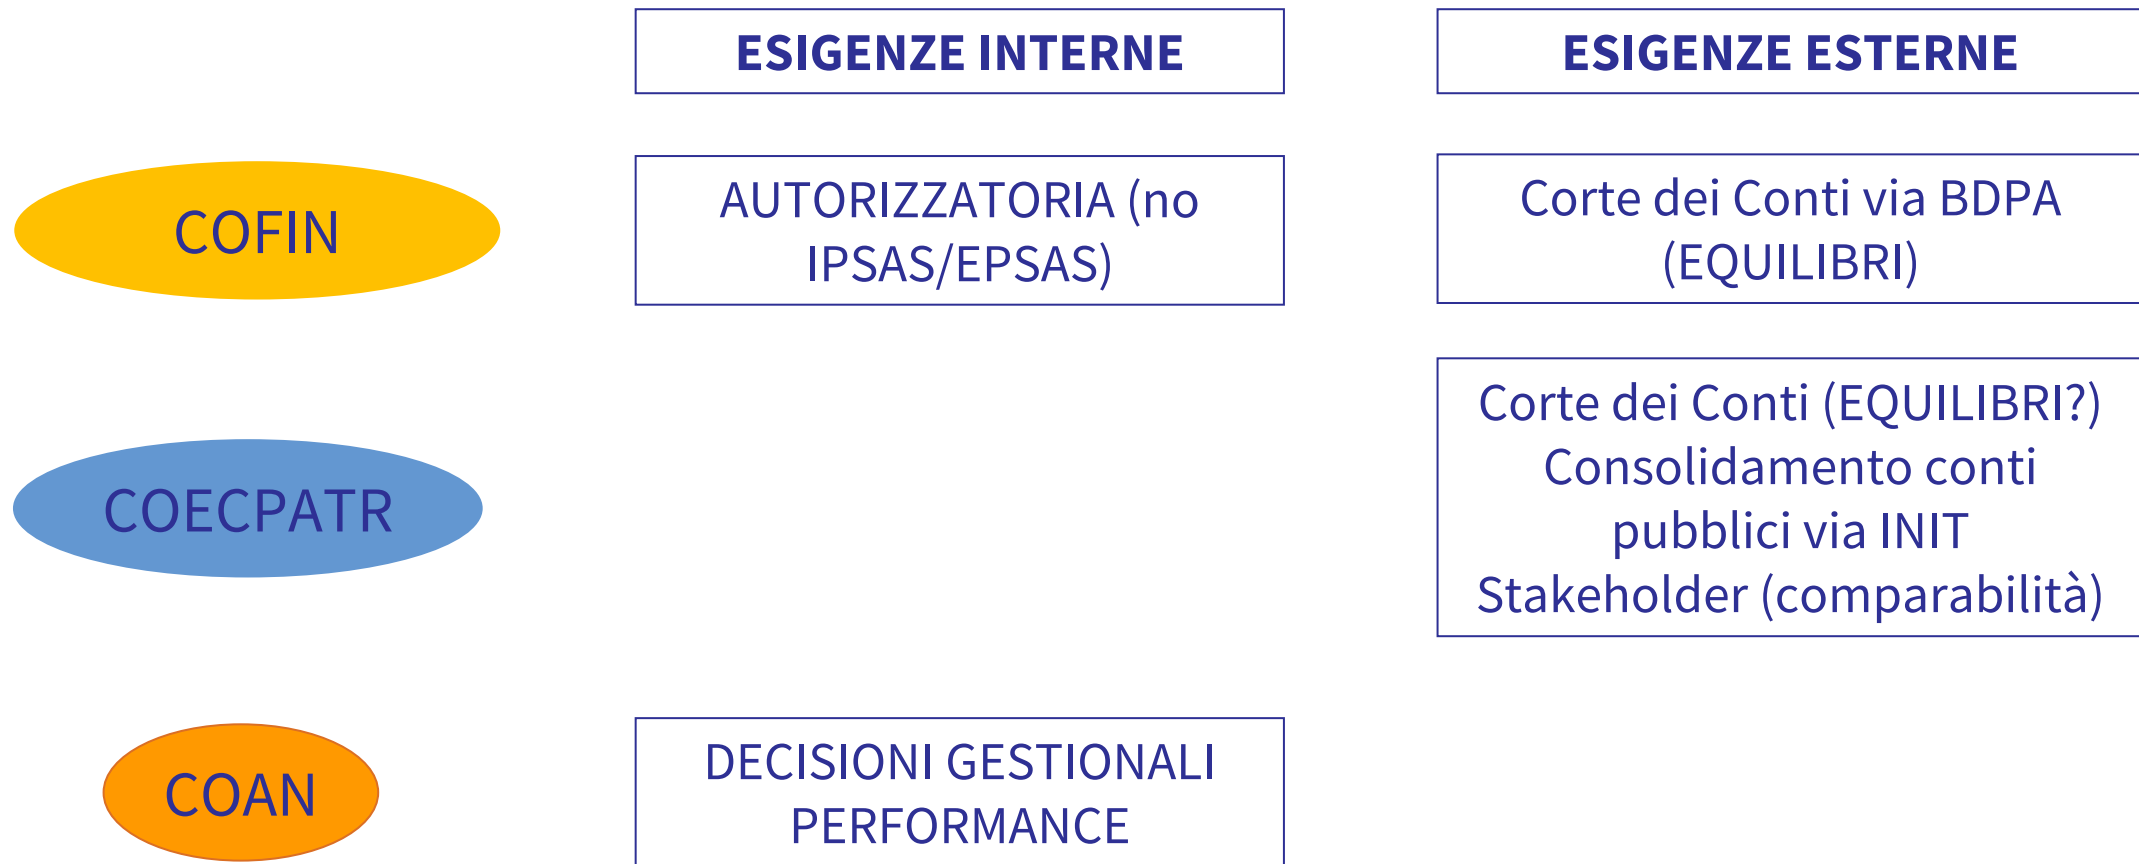 ESIGENZE INTERNE
ESIGENZE ESTERNE
COFIN
AUTORIZZATORIA (no
IPSAS/EPSAS)
Corte dei Conti via BDPA
(EQUILIBRI)
COECPATR
Corte dei Conti (EQUILIBRI?)
Consolidamento conti
pubblici via INIT
Stakeholder (comparabilità)
COAN
DECISIONI GESTIONALI
PERFORMANCE